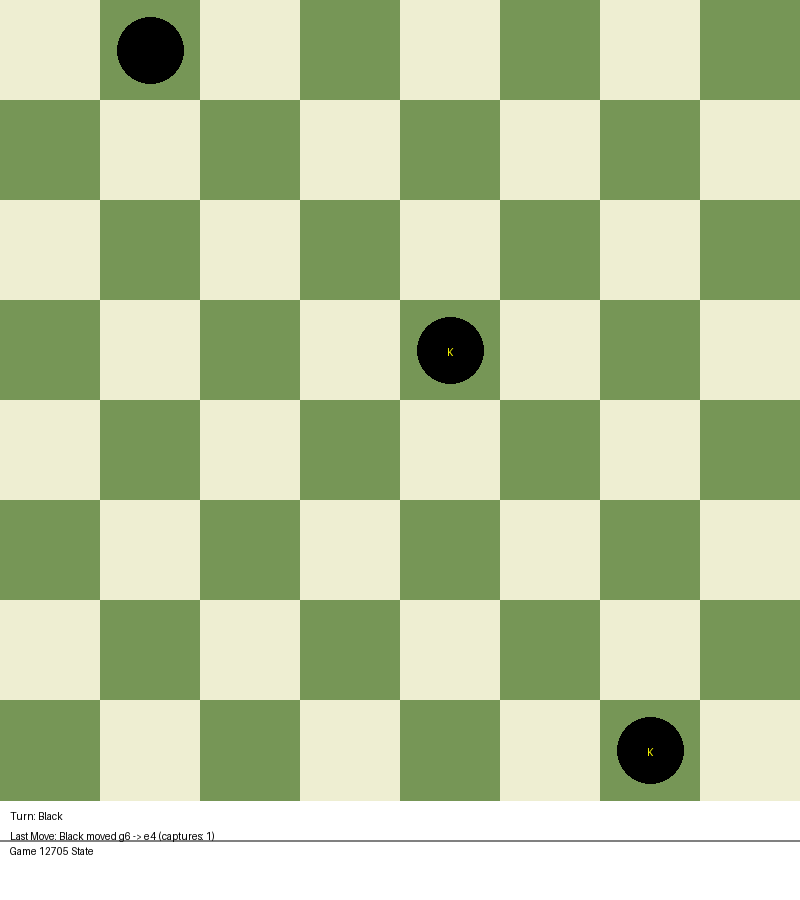 K
K
Turn: Black
Last Move: Black moved g6 -> e4 (captures: 1)
Game 12705 State